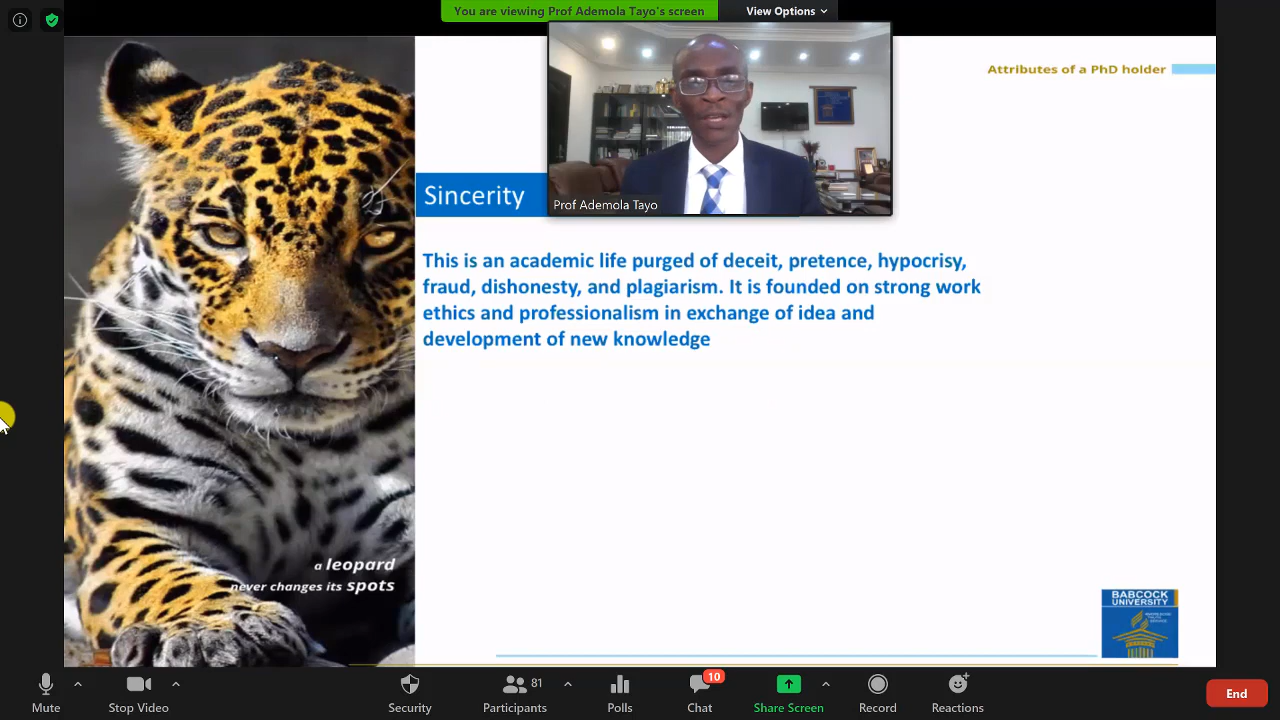 You are viewing Prof Ademola Tayo's screen
View Options
Attributes of a PhD holder
Prof Ademola Tayo
Sincerity
This is an academic life purged of deceit, pretence, hypocrisy,
fraud, dishonesty, and plagiarism. It is founded on strong work
ethics and professionalism in exchange of idea and
development of new knowledge
a leopard
never changes its spots
BABCOCK
UNIVERSITY
Mute
Stop Video
Security
81
Participants
Polls
10
Chat
Share Screen
Record
Reactions
End